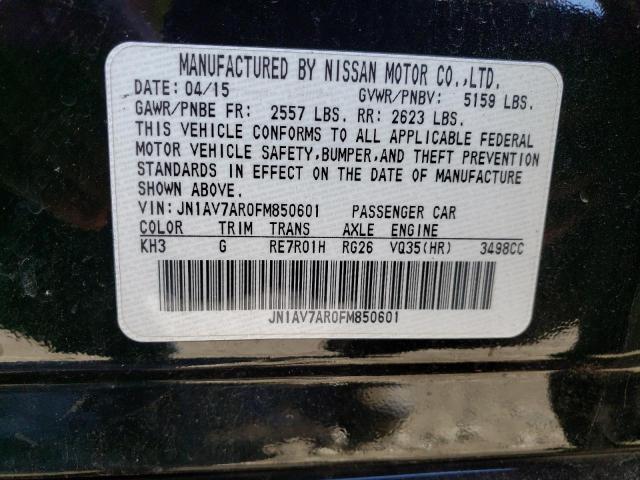 MANUFACTURED BY NISSAN MOTOR CO.,LTD.
DATE: 04/15 GVWR/PNBV: 5159 LBS.
GAWR/PNBE FR: 2557 LBS. RR: 2623 LBS.
THIS VEHICLE CONFORMS TO ALL APPLICABLE FEDERAL
MOTOR VEHICLE SAFETY,BUMPER,AND THEFT PREVENTION
STANDARDS IN EFFECT ON THE DATE OF MANUFACTURE
SHOWN ABOVE.
VIN: JN1AV7AR0FM850601 PASSENGER CAR
COLOR TRIM TRANS AXLE ENGINE
KH3 G RE7R01H RG26 VQ35(HR) 3498CC
JN1AV7AR0FM850601